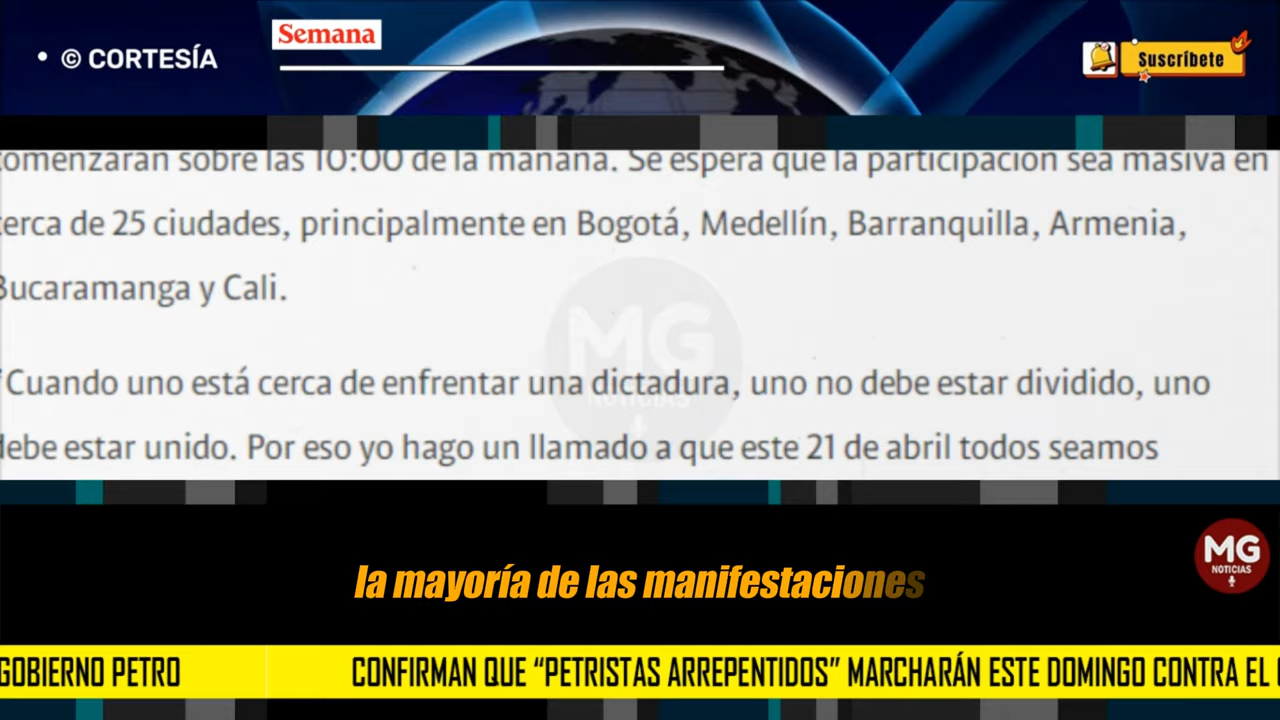 • © CORTESÍA
Semana
Suscríbete
comenzarán sobre las 10:00 de la mañana. Se espera que la participación sea masiva en
cerca de 25 ciudades, principalmente en Bogotá, Medellín, Barranquilla, Armenia,
Bucaramanga y Cali.
MG
NOTICIAS
“Cuando uno está cerca de enfrentar una dictadura, uno no debe estar dividido, uno
debe estar unido. Por eso yo hago un llamado a que este 21 de abril todos seamos
MG
NOTICIAS
la mayoría de las manifestaciones
GOBIERNO PETRO CONFIRMAN QUE “PETRISTAS ARREPENTIDOS” MARCHARÁN ESTE DOMINGO CONTRA EL